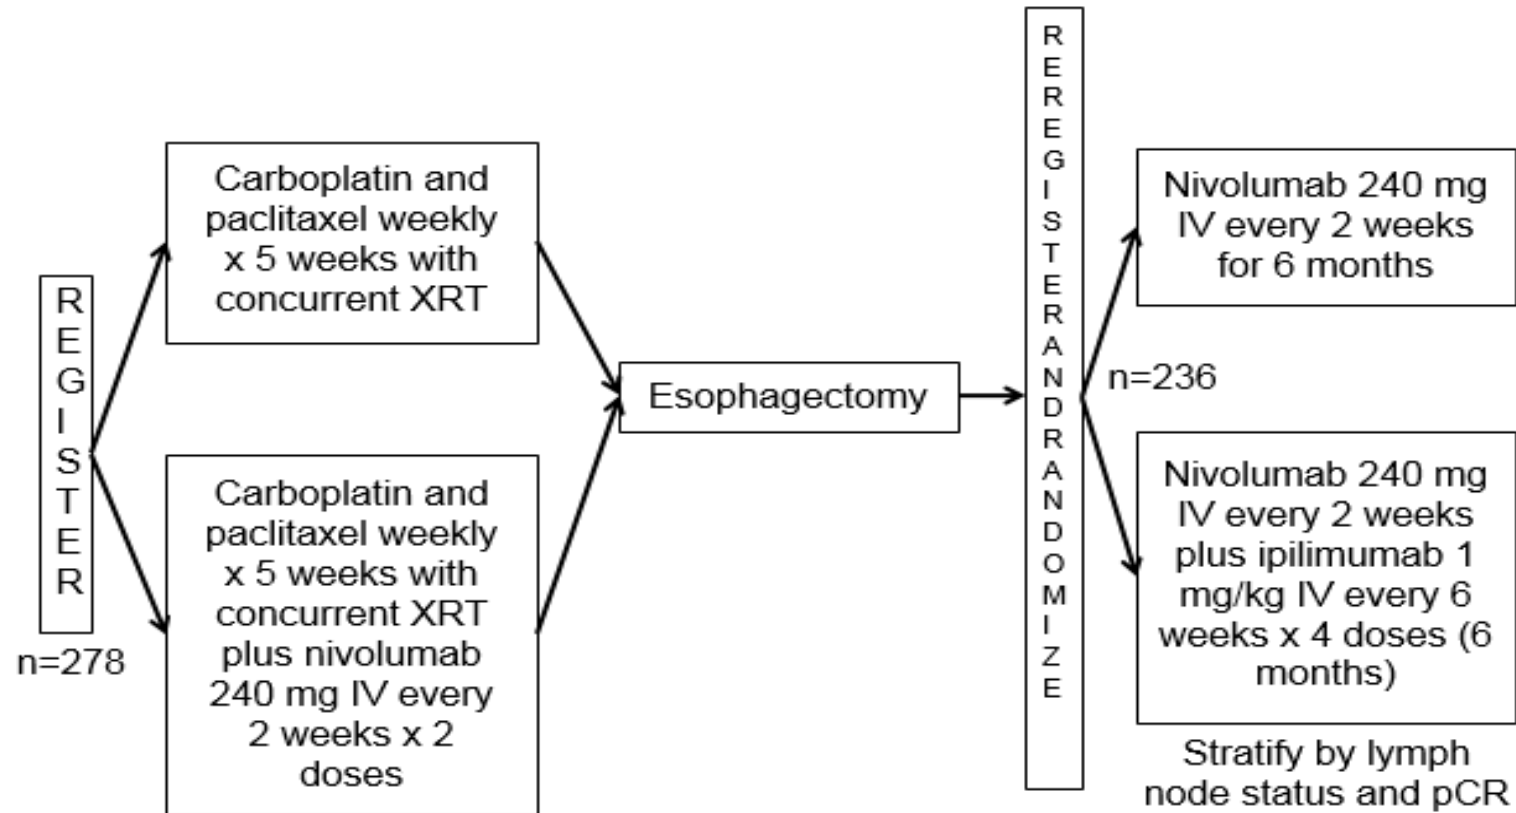 REGISTER
n=278
Carboplatin and
paclitaxel weekly
x 5 weeks with
concurrent XRT
Carboplatin and
paclitaxel weekly
x 5 weeks with
concurrent XRT
plus nivolumab
240 mg IV every
2 weeks x 2
doses
Esophagectomy
REREGISTERANDRANDOMIZE
n=236
Nivolumab 240 mg
IV every 2 weeks
for 6 months
Nivolumab 240 mg
IV every 2 weeks
plus ipilimumab 1
mg/kg IV every 6
weeks x 4 doses (6
months)
Stratify by lymph
node status and pCR